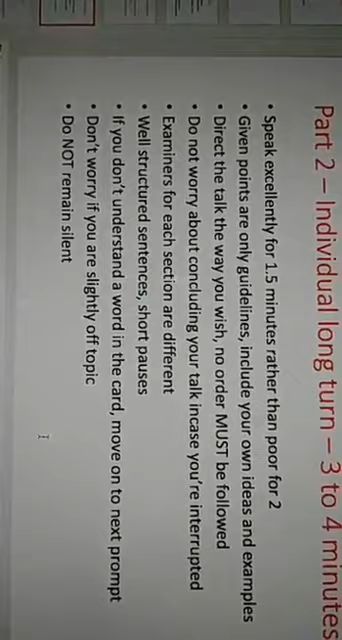 Part 2 – Individual long turn – 3 to 4 minutes
• Speak excellently for 1.5 minutes rather than poor for 2
• Given points are only guidelines, include your own ideas and examples
• Direct the talk the way you wish, no order MUST be followed
• Do not worry about concluding your talk incase you're interrupted
• Examiners for each section are different
• Well structured sentences, short pauses
• If you don't understand a word in the card, move on to next prompt
• Don't worry if you are slightly off topic
• Do NOT remain silent